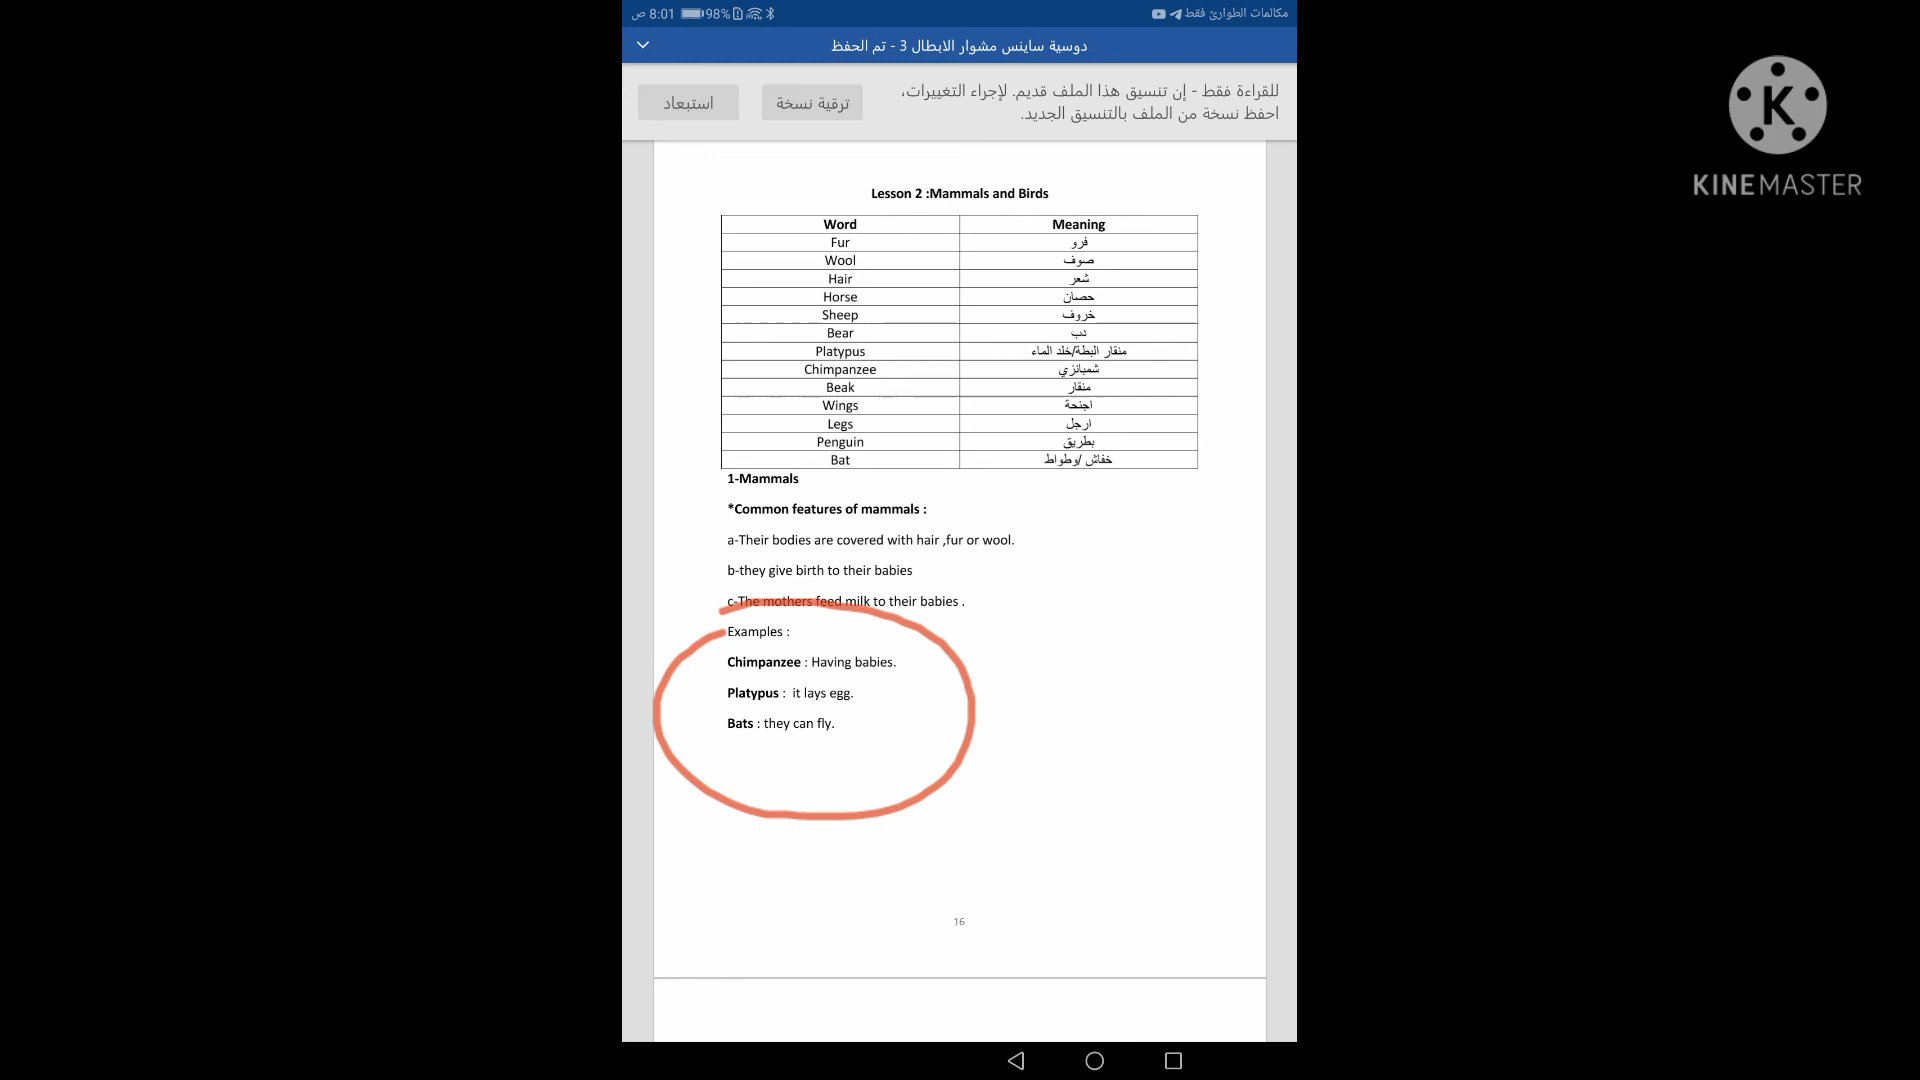 مكالمات الطوارئ فقط
98% 8:01 ص
دوسية ساينس مشوار الابطال 3 - تم الحفظ
للقراءة فقط - إن تنسيق هذا الملف قديم. لإجراء التغييرات،
احفظ نسخة من الملف بالتنسيق الجديد.
ترقية نسخة
استبعاد
K
KINEMASTER
Lesson 2 :Mammals and Birds
Word Meaning
Fur فرو
Wool صوف
Hair شعر
Horse حصان
Sheep خروف
Bear دب
Platypus منقار البطة/خلد الماء
Chimpanzee شمبانزي
Beak منقار
Wings اجنحة
Legs ارجل
Penguin بطريق
Bat خفاش /وطواط
1-Mammals
*Common features of mammals :
a-Their bodies are covered with hair ,fur or wool.
b-they give birth to their babies
c-The mothers feed milk to their babies .
Examples :
Chimpanzee : Having babies.
Platypus : it lays egg.
Bats : they can fly.
16